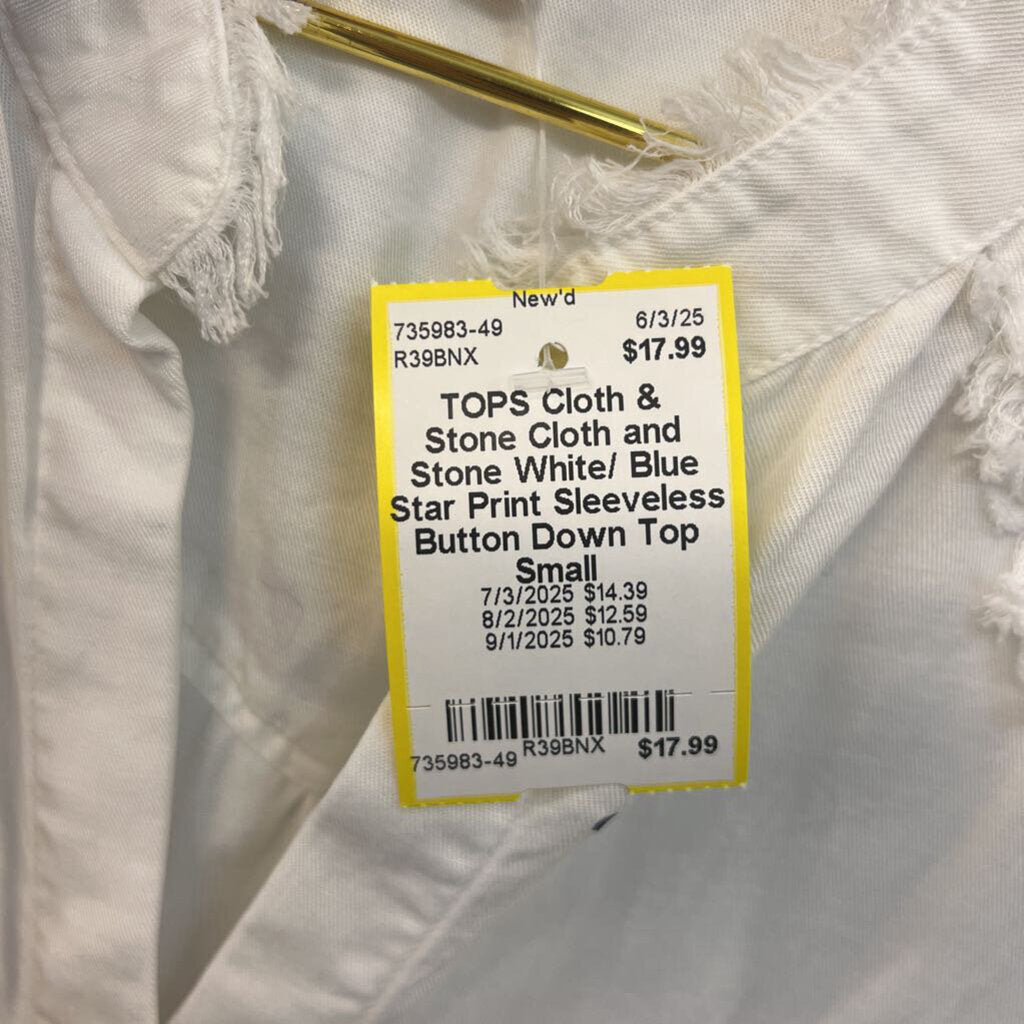 New'd
735983-49 6/3/25
R39BNX $17.99
TOPS Cloth &
Stone Cloth and
Stone White/ Blue
Star Print Sleeveless
Button Down Top
Small
7/3/2025 $14.39
8/2/2025 $12.59
9/1/2025 $10.79
735983-49 R39BNX $17.99